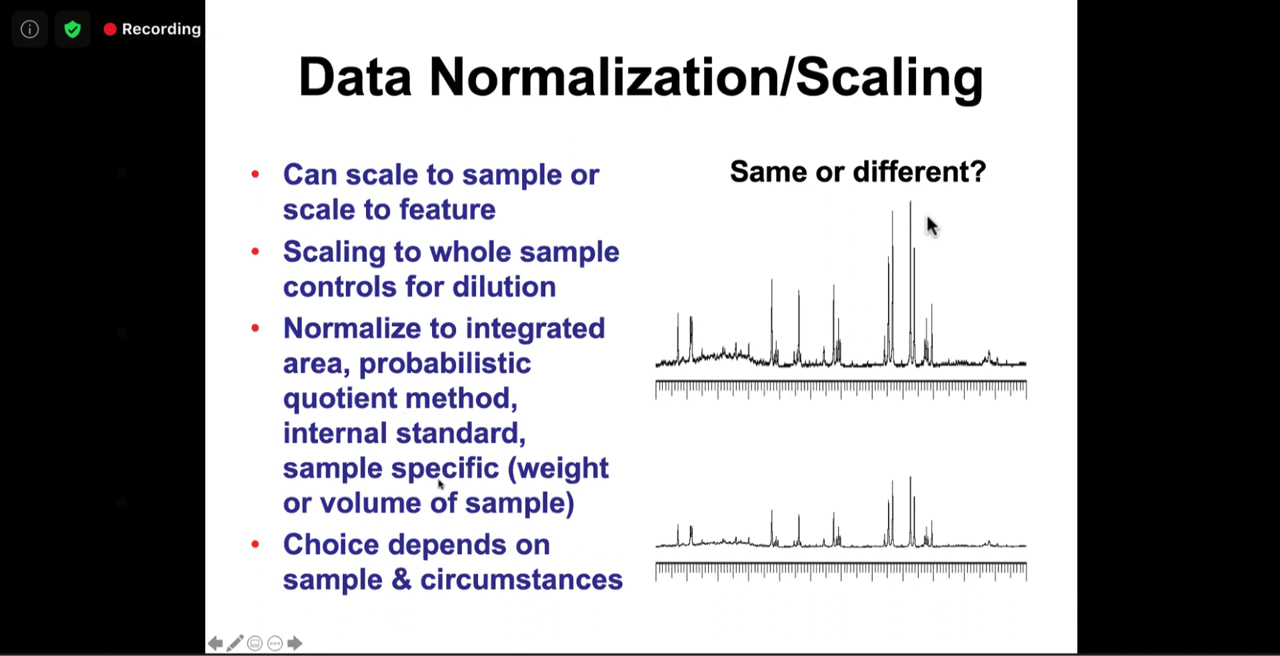 Recording
Data Normalization/Scaling
• Can scale to sample or
scale to feature
• Scaling to whole sample
controls for dilution
• Normalize to integrated
area, probabilistic
quotient method,
internal standard,
sample specific (weight
or volume of sample)
• Choice depends on
sample & circumstances
Same or different?